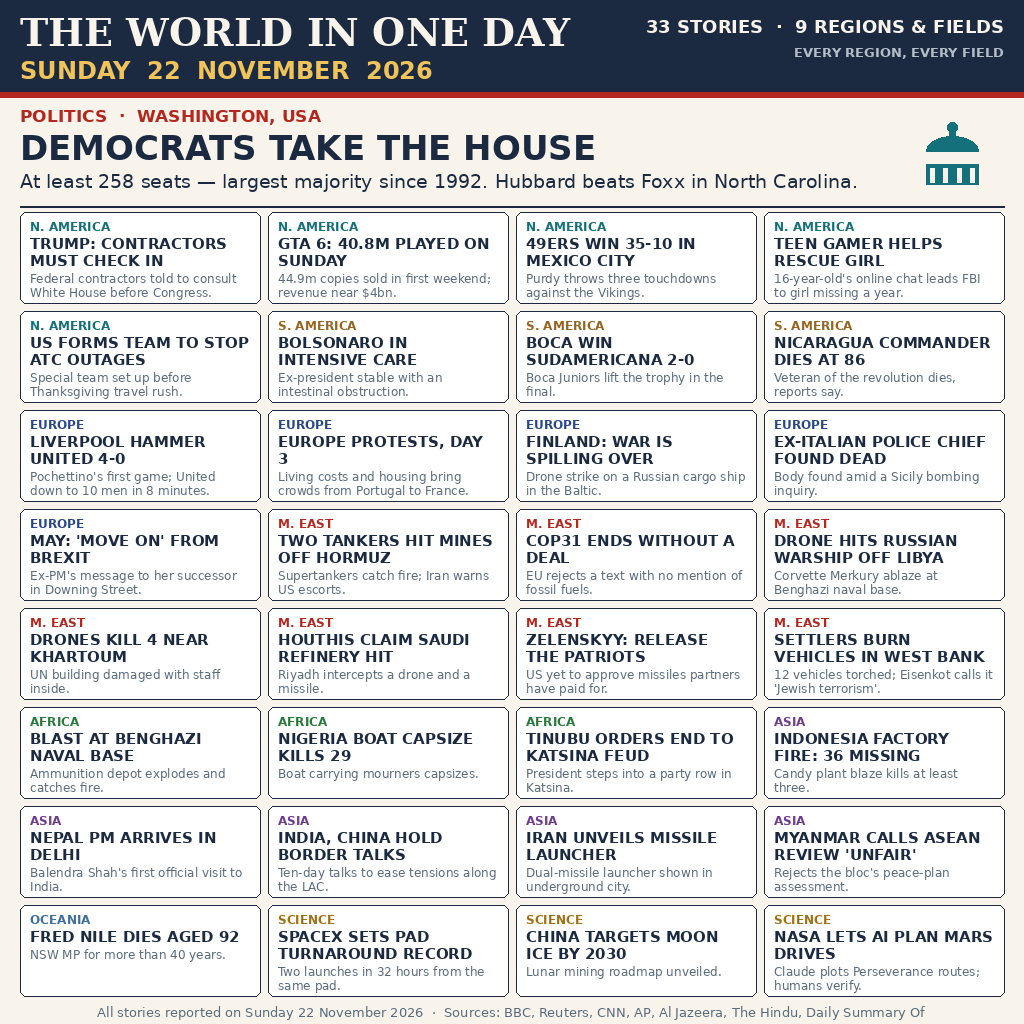 THE WORLD IN ONE DAY
SUNDAY 22 NOVEMBER 2026
33 STORIES · 9 REGIONS & FIELDS
EVERY REGION, EVERY FIELD
POLITICS · WASHINGTON, USA
DEMOCRATS TAKE THE HOUSE
At least 258 seats — largest majority since 1992. Hubbard beats Foxx in North Carolina.
N. AMERICA
TRUMP: CONTRACTORS
MUST CHECK IN
Federal contractors told to consult
White House before Congress.
N. AMERICA
GTA 6: 40.8M PLAYED ON
SUNDAY
44.9m copies sold in first weekend;
revenue near $4bn.
N. AMERICA
49ERS WIN 35-10 IN
MEXICO CITY
Purdy throws three touchdowns
against the Vikings.
N. AMERICA
TEEN GAMER HELPS
RESCUE GIRL
16-year-old's online chat leads FBI
to girl missing a year.
N. AMERICA
US FORMS TEAM TO STOP
ATC OUTAGES
Special team set up before
Thanksgiving travel rush.
S. AMERICA
BOLSONARO IN
INTENSIVE CARE
Ex-president stable with an
intestinal obstruction.
S. AMERICA
BOCA WIN
SUDAMERICANA 2-0
Boca Juniors lift the trophy in the
final.
S. AMERICA
NICARAGUA COMMANDER
DIES AT 86
Veteran of the revolution dies,
reports say.
EUROPE
LIVERPOOL HAMMER
UNITED 4-0
Pochettino's first game; United
down to 10 men in 8 minutes.
EUROPE
EUROPE PROTESTS, DAY
3
Living costs and housing bring
crowds from Portugal to France.
EUROPE
FINLAND: WAR IS
SPILLING OVER
Drone strike on a Russian cargo ship
in the Baltic.
EUROPE
EX-ITALIAN POLICE CHIEF
FOUND DEAD
Body found amid a Sicily bombing
inquiry.
EUROPE
MAY: 'MOVE ON' FROM
BREXIT
Ex-PM's message to her successor
in Downing Street.
M. EAST
TWO TANKERS HIT MINES
OFF HORMUZ
Supertankers catch fire; Iran warns
US escorts.
M. EAST
COP31 ENDS WITHOUT A
DEAL
EU rejects a text with no mention of
fossil fuels.
M. EAST
DRONE HITS RUSSIAN
WARSHIP OFF LIBYA
Corvette Merkury ablaze at
Benghazi naval base.
M. EAST
DRONES KILL 4 NEAR
KHARTOUM
UN building damaged with staff
inside.
M. EAST
HOUTHIS CLAIM SAUDI
REFINERY HIT
Riyadh intercepts a drone and a
missile.
M. EAST
ZELENSKYY: RELEASE
THE PATRIOTS
US yet to approve missiles partners
have paid for.
M. EAST
SETTLERS BURN
VEHICLES IN WEST BANK
12 vehicles torched; Eisenkot calls it
'Jewish terrorism'.
AFRICA
BLAST AT BENGHAZI
NAVAL BASE
Ammunition depot explodes and
catches fire.
AFRICA
NIGERIA BOAT CAPSIZE
KILLS 29
Boat carrying mourners capsizes.
AFRICA
TINUBU ORDERS END TO
KATSINA FEUD
President steps into a party row in
Katsina.
ASIA
INDONESIA FACTORY
FIRE: 36 MISSING
Candy plant blaze kills at least
three.
ASIA
NEPAL PM ARRIVES IN
DELHI
Balendra Shah's first official visit to
India.
ASIA
INDIA, CHINA HOLD
BORDER TALKS
Ten-day talks to ease tensions along
the LAC.
ASIA
IRAN UNVEILS MISSILE
LAUNCHER
Dual-missile launcher shown in
underground city.
ASIA
MYANMAR CALLS ASEAN
REVIEW 'UNFAIR'
Rejects the bloc's peace-plan
assessment.
OCEANIA
FRED NILE DIES AGED 92
NSW MP for more than 40 years.
SCIENCE
SPACEX SETS PAD
TURNAROUND RECORD
Two launches in 32 hours from the
same pad.
SCIENCE
CHINA TARGETS MOON
ICE BY 2030
Lunar mining roadmap unveiled.
SCIENCE
NASA LETS AI PLAN MARS
DRIVES
Claude plots Perseverance routes;
humans verify.
All stories reported on Sunday 22 November 2026 · Sources: BBC, Reuters, CNN, AP, Al Jazeera, The Hindu, Daily Summary Of